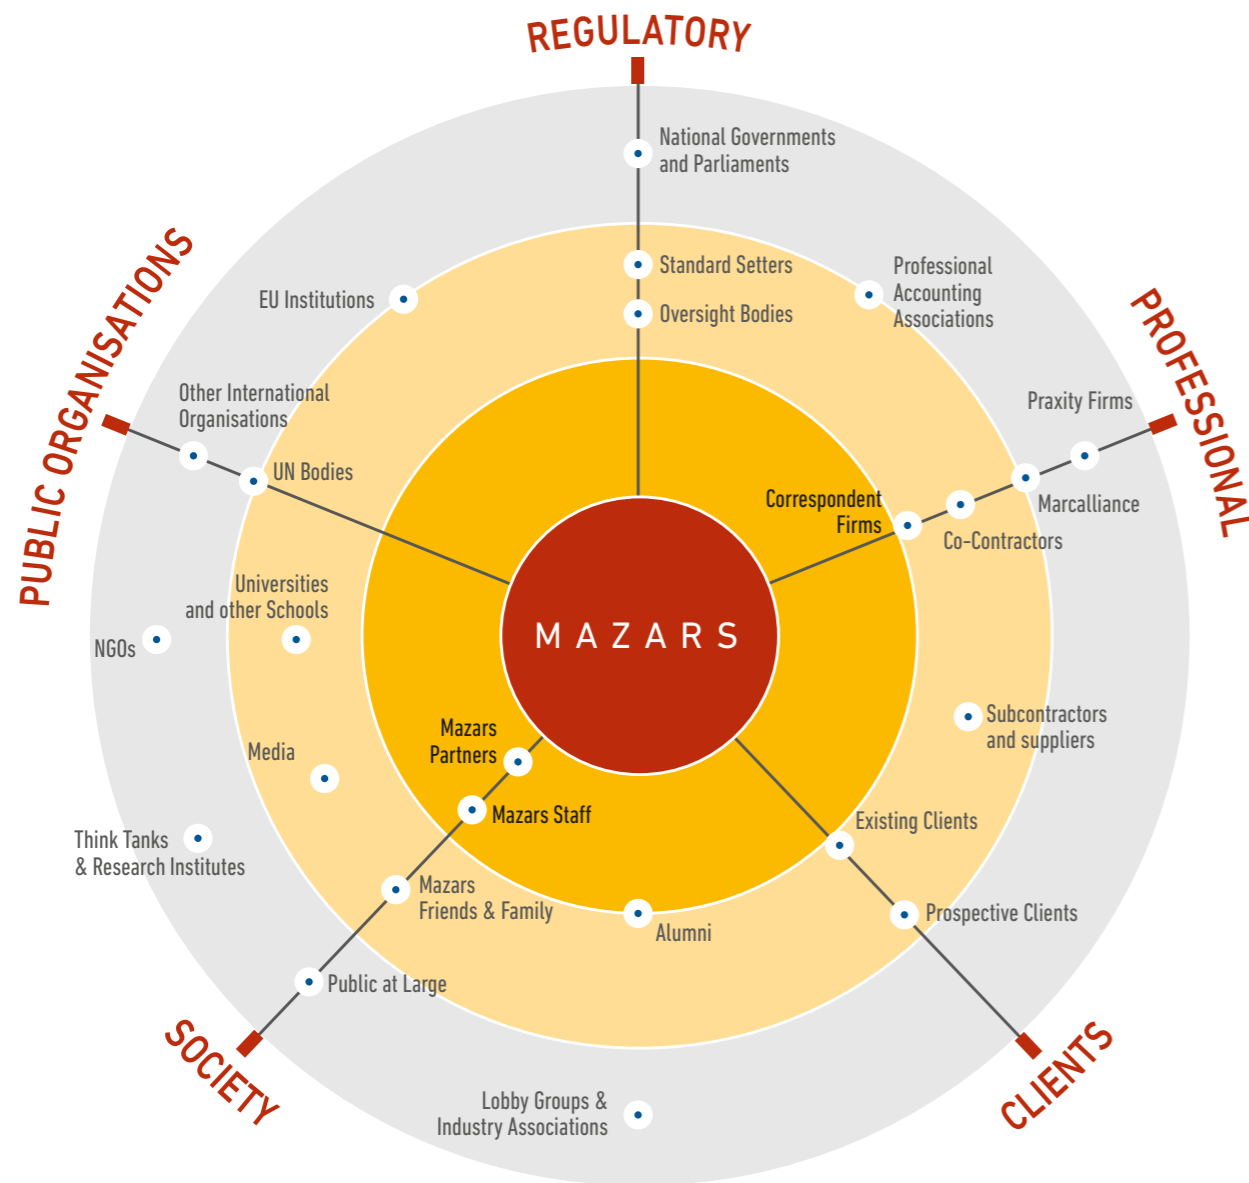 REGULATORY
National Governments
and Parliaments
Standard Setters
Oversight Bodies
Professional
Accounting
Associations
EU Institutions
PUBLIC ORGANISATIONS
Other International
Organisations
UN Bodies
PROFESSIONAL
Praxity Firms
Marcalliance
Correspondent
Firms
Co-Contractors
Universities
and other Schools
NGOs
MAZARS
Mazars
Partners
Subcontractors
and suppliers
Media
Mazars Staff
Existing Clients
Think Tanks
& Research Institutes
Mazars
Friends & Family
Alumni
Prospective Clients
Public at Large
SOCIETY
CLIENTS
Lobby Groups &
Industry Associations